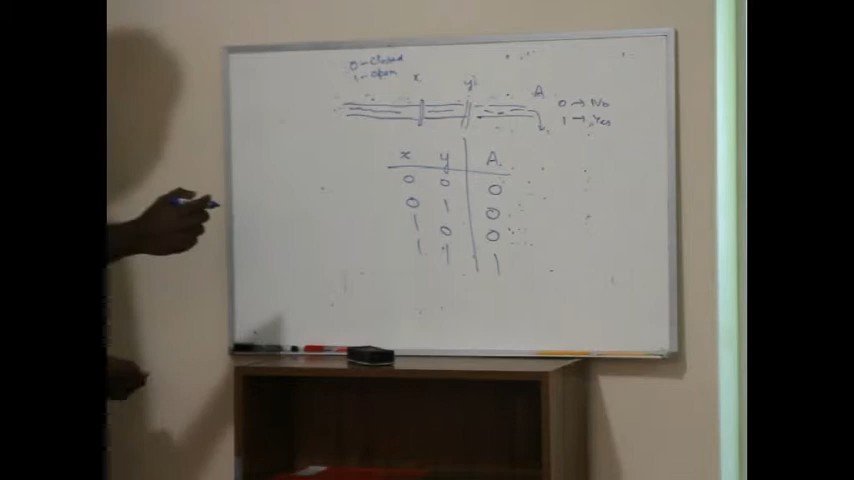 0 - closed
1 - open
x y A
0 → No
1 → Yes
x y A
0 0 0
0 1 0
1 0 0
1 1 1